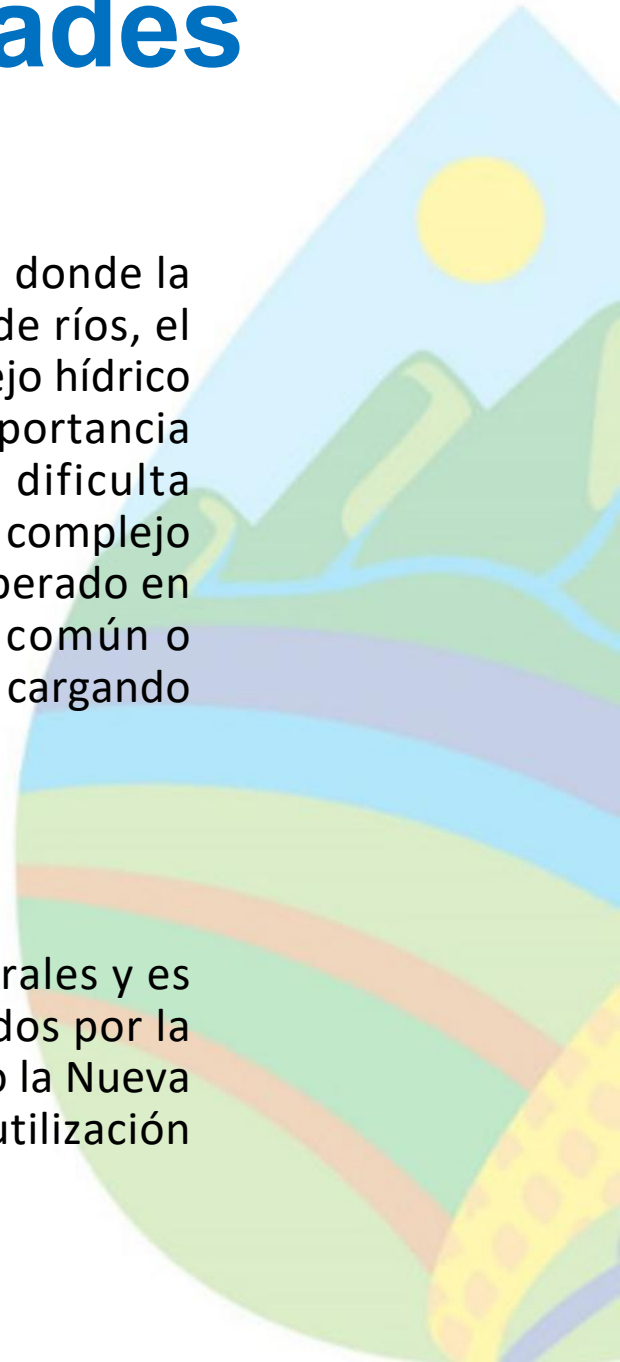 ades
donde la
de ríos, el
ejo hídrico
portancia
dificulta
complejo
perado en
común o
cargando
rales y es
dos por la
o la Nueva
utilización